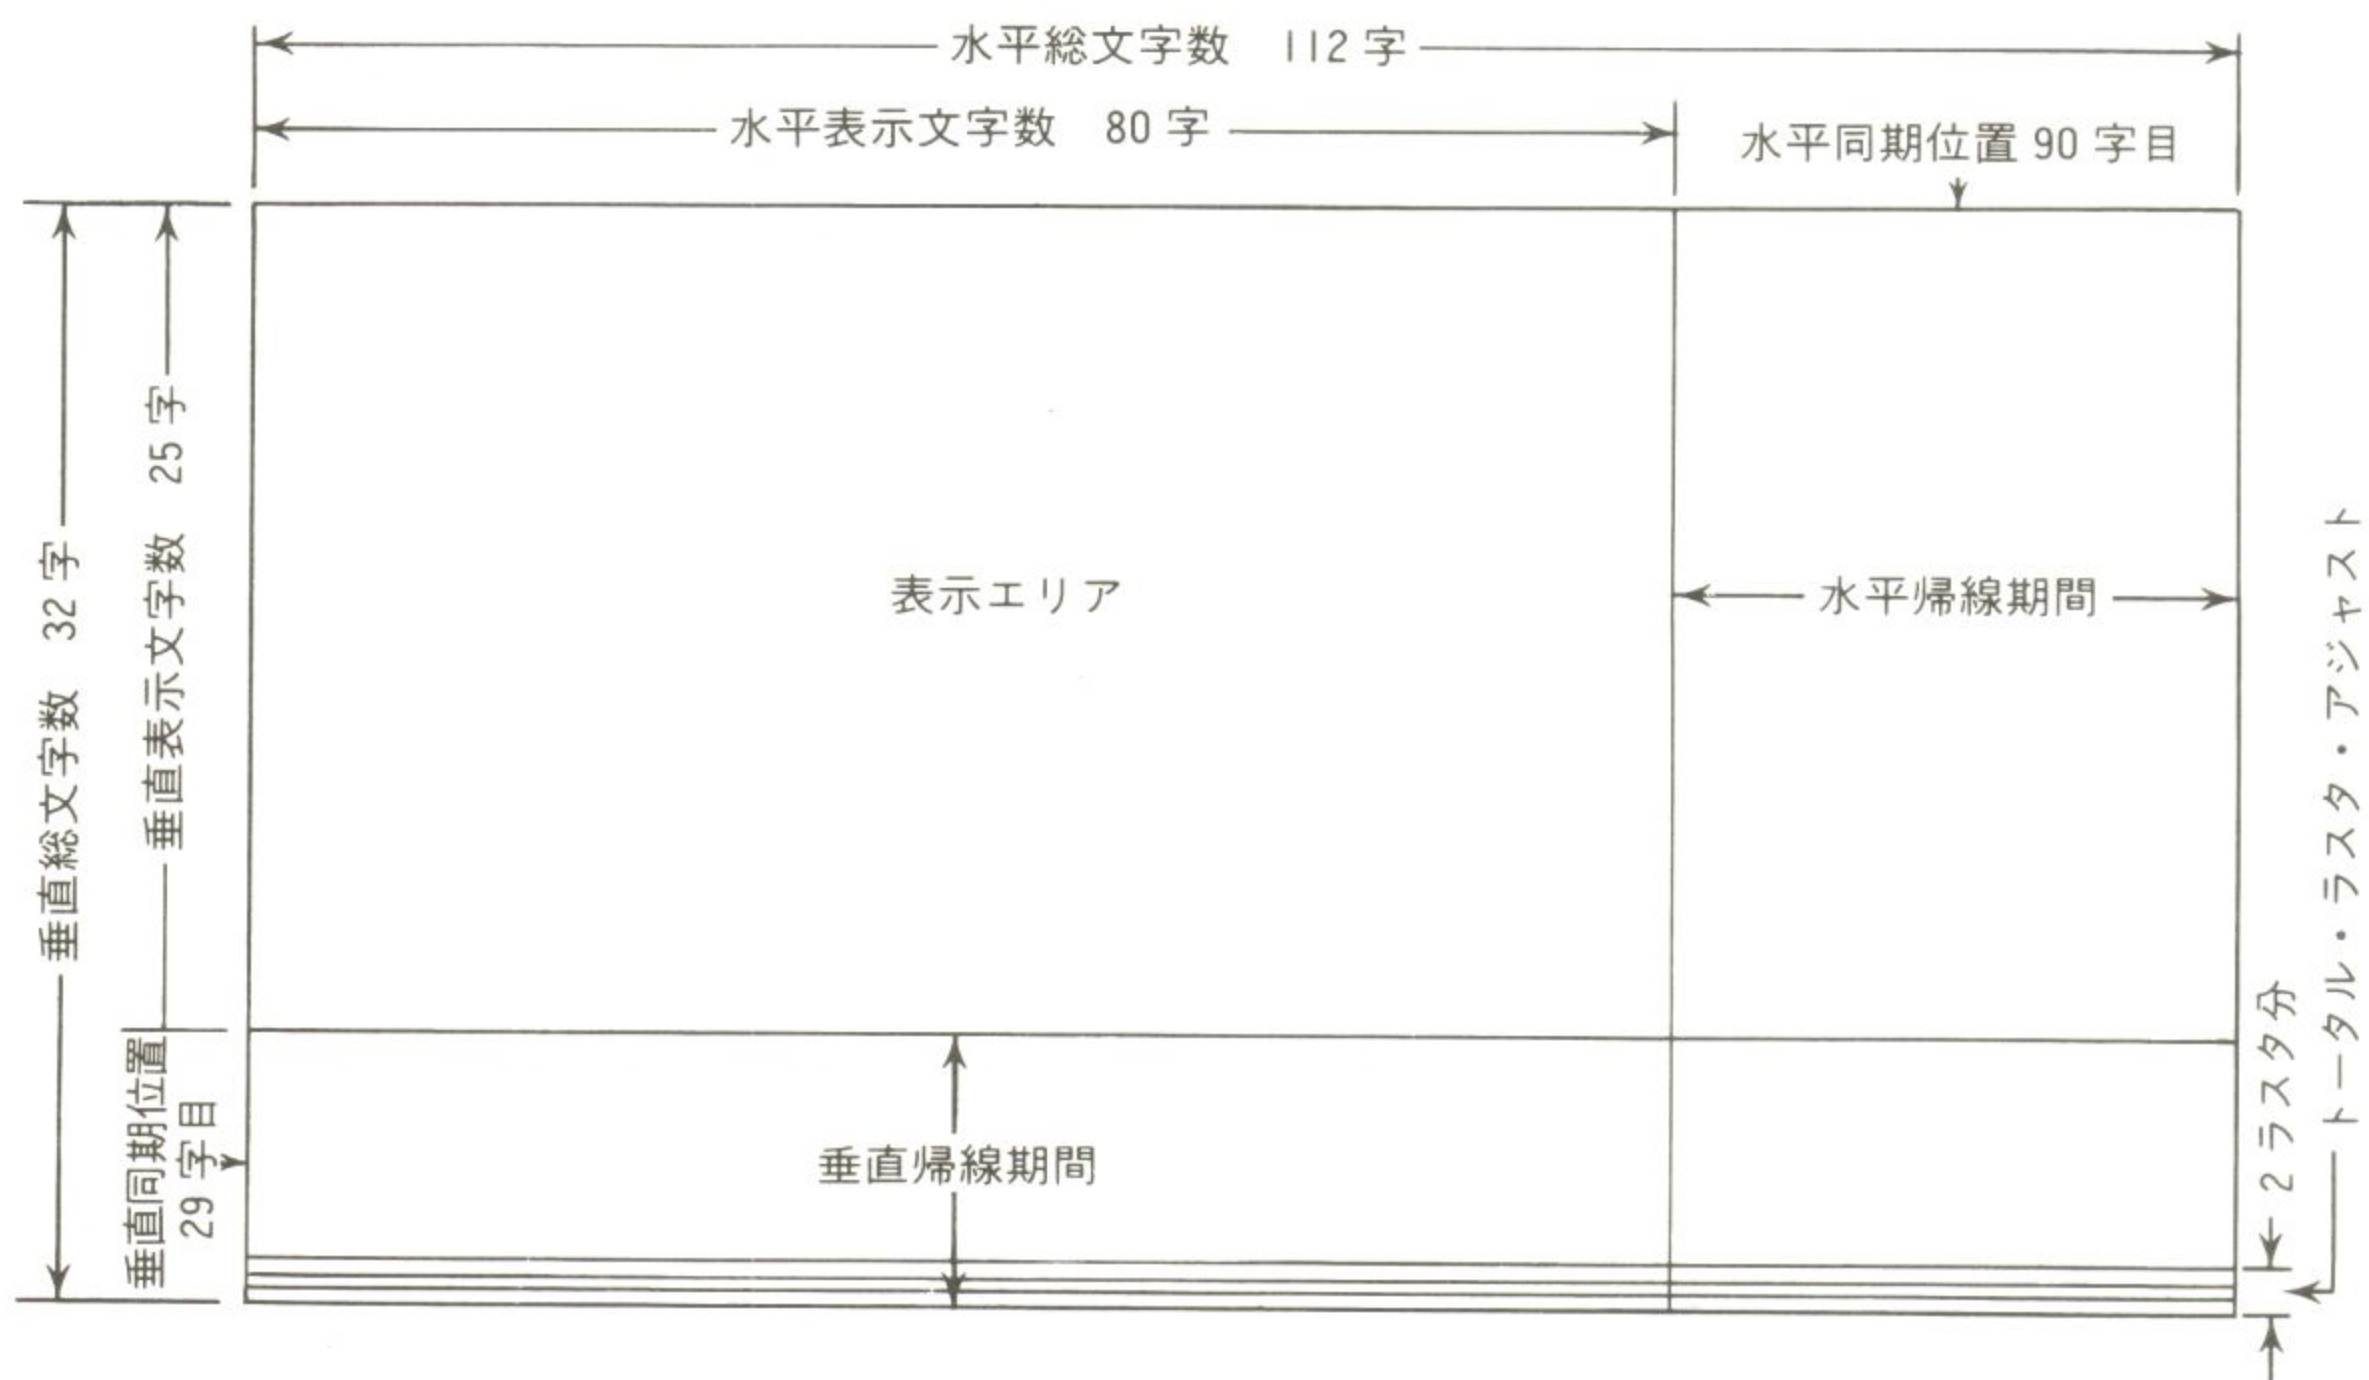 水平総文字数 112字
水平表示文字数 80字
水平同期位置90字目
垂直総文字数 32字
垂直表示文字数 25字
表示エリア
水平帰線期間
垂直同期位置
29字目
垂直帰線期間
2ラスタ分
トータル・ラスタ・アジャスト